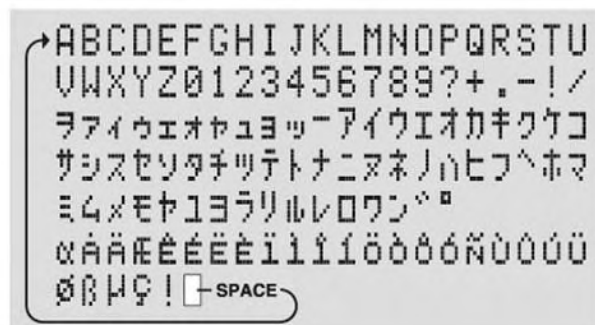 ABCDEFGHIJKLMNOPQRSTU
VWXYZ0123456789?+.-!/
ヲァィゥェォャュョッーアイウエオカキクケコ
サシスセソタチツテトナニヌネノハヒフヘホマ
ミムメモヤユヨラリルレロワン゛゜
αÅÄÆÊÉËÈÏÌÎÍÖÒÔÓÑÙÛÚÜ
ØßµÇ! SPACE